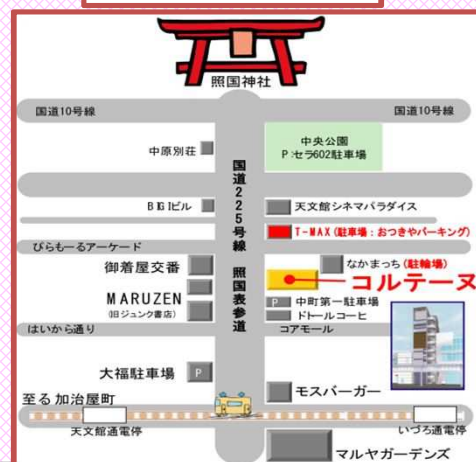 照国神社
国道10号線
国道10号線
中原別荘
中央公園
P:セラ602駐車場
国道225号線 照国表参道
BIGIビル
天文館シネマパラダイス
T-MAX (駐車場:おつきやパーキング)
ぴらもーるアーケード
御着屋交番
なかまっち(駐輪場)
コルテーヌ
MARUZEN
(旧ジュンク書店)
P 中町第一駐車場
ドトールコーヒ
はいから通り
コアモール
大福駐車場 P
モスバーガー
至る加治屋町
天文館通電停
いづろ通電停
マルヤガーデンズ